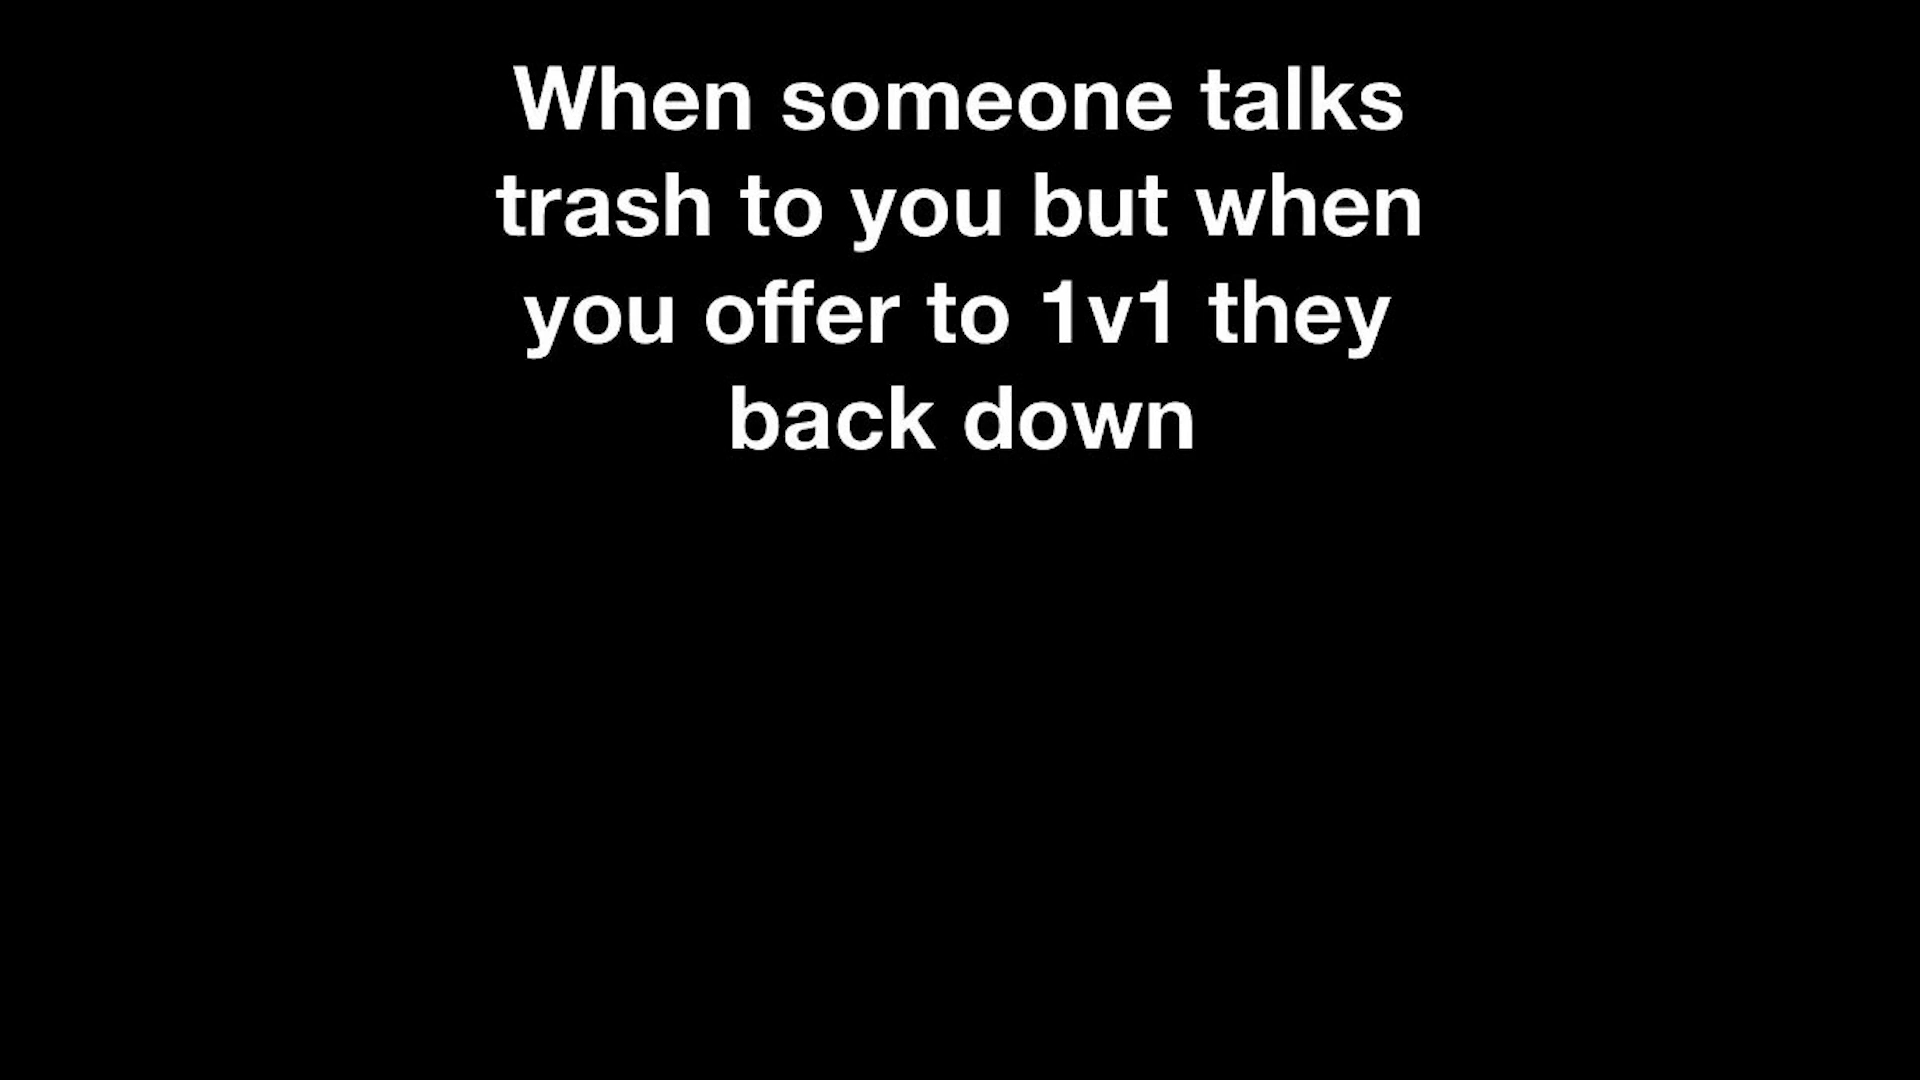 When someone talks
trash to you but when
you offer to 1v1 they
back down